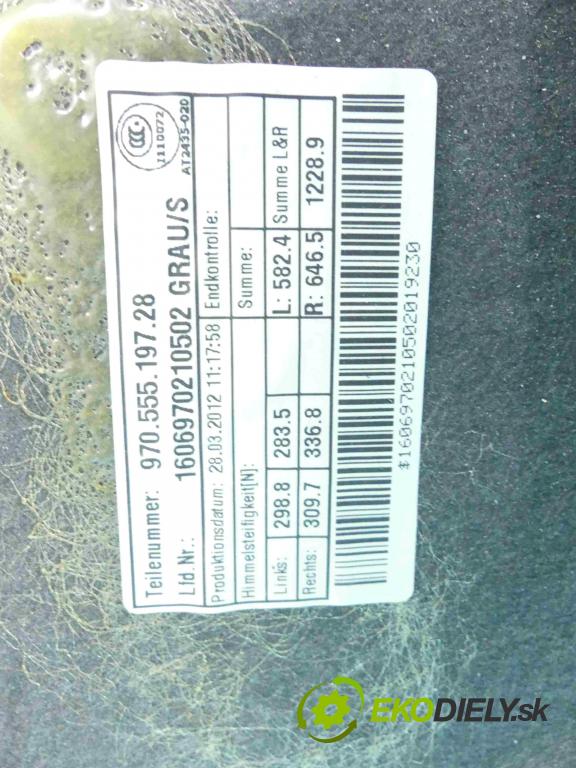 Teilenummer: 970.555.197.28
Lfd.Nr.: 1606970210502 GRAU/S
CCC
I110072
AT2435-020
Produktionsdatum: 28.03.2012 11:17:58 Endkontrolle:
Himmelsteifigkeit[N]: Summe: Summe L&R
Links: 298.8 283.5 L: 582.4 1228.9
Rechts: 309.7 336.8 R: 646.5
$1606970210502019230
EKODIELY.sk